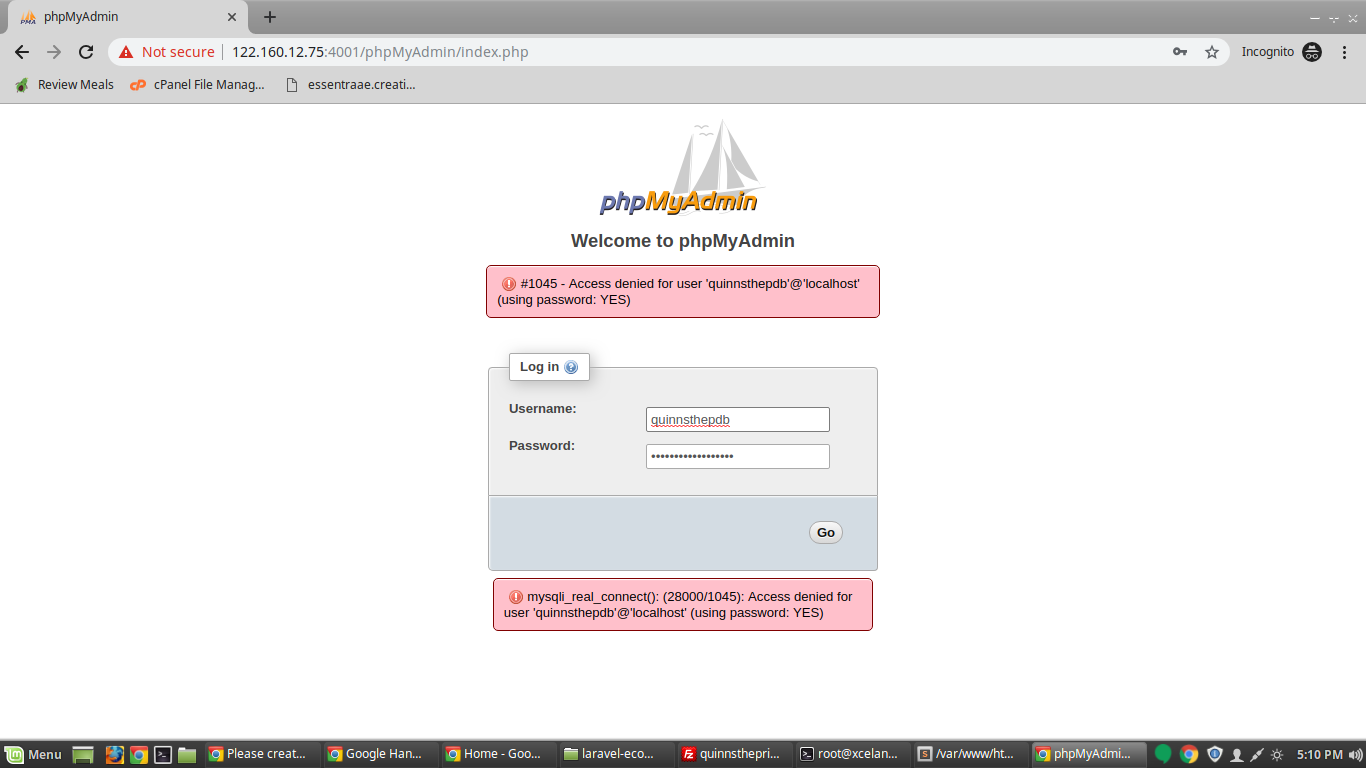 PMA
phpMyAdmin
Not secure
122.160.12.75:4001/phpMyAdmin/index.php
Incognito
Review Meals
cP
cPanel File Manag...
essentraae.creati...
phpMyAdmin
Welcome to phpMyAdmin
#1045 - Access denied for user 'quinnsthepdb'@'localhost'
(using password: YES)
Log in
Username:
quinnsthepdb
Password:
••••••••••••••••••
Go
mysqli_real_connect(): (28000/1045): Access denied for
user 'quinnsthepdb'@'localhost' (using password: YES)
Menu
Please creat...
Google Han...
Home - Goo...
laravel-eco...
quinnsthepri...
root@xcelan...
/var/www/ht...
phpMyAdmi...
5:10 PM